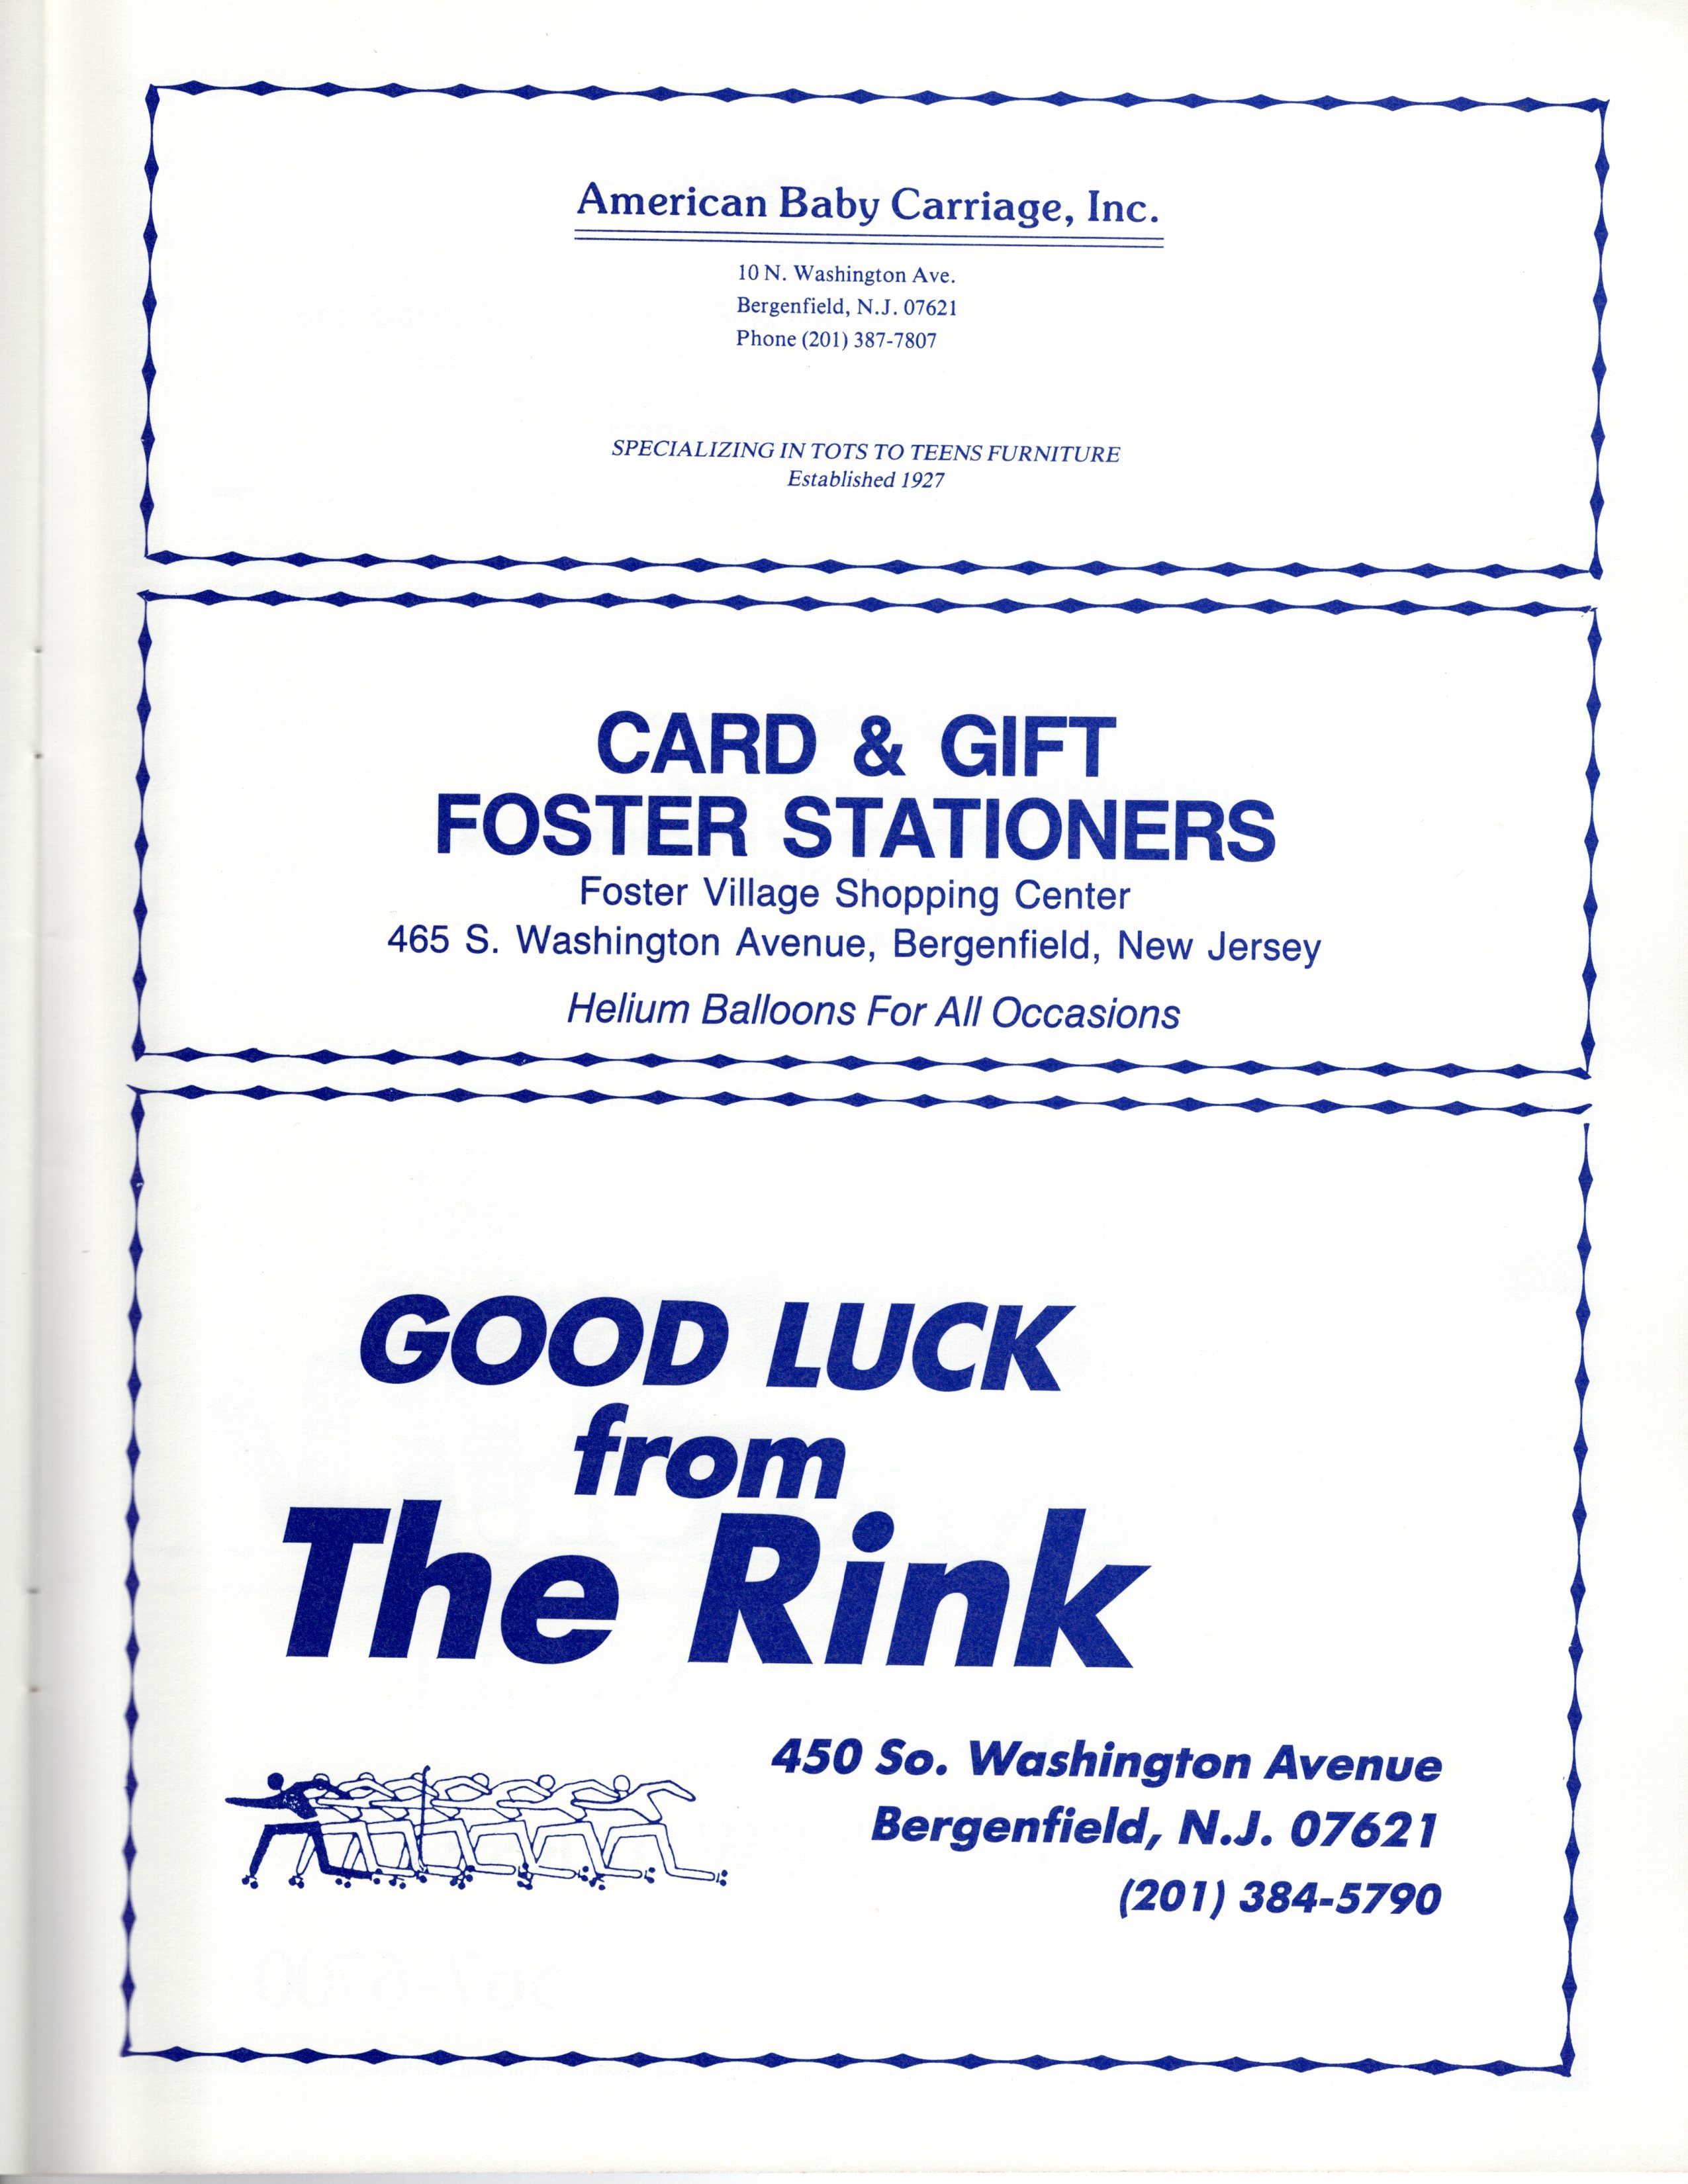 American Baby Carriage, Inc.
10 N. Washington Ave.
Bergenfield, N.J. 07621
Phone (201) 387-7807
SPECIALIZING IN TOTS TO TEENS FURNITURE
Established 1927
CARD & GIFT
FOSTER STATIONERS
Foster Village Shopping Center
465 S. Washington Avenue, Bergenfield, New Jersey
Helium Balloons For All Occasions
GOOD LUCK
from
The Rink
450 So. Washington Avenue
Bergenfield, N.J. 07621
(201) 384-5790